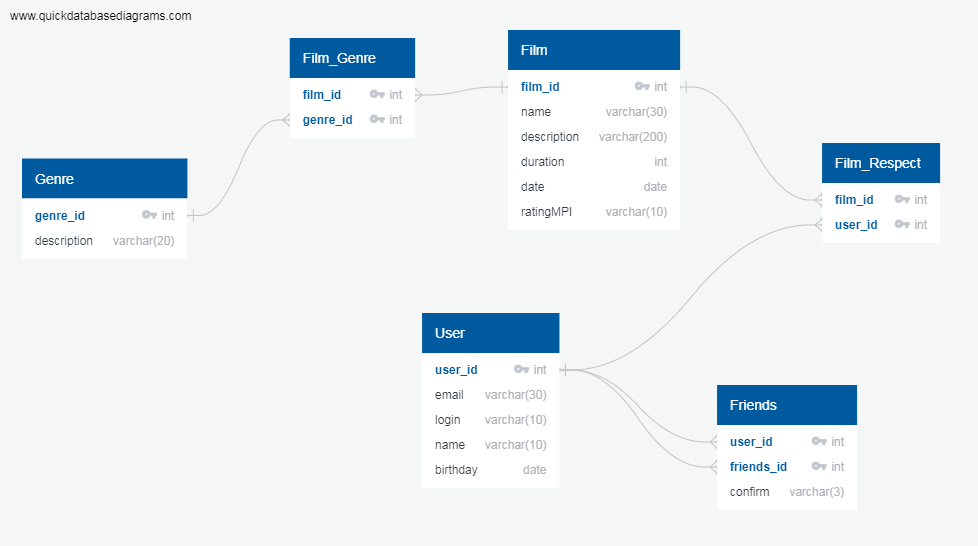 www.quickdatabasediagrams.com
Film_Genre
film_id int
genre_id int
Film
film_id int
name varchar(30)
description varchar(200)
duration int
date date
ratingMPI varchar(10)
Film_Respect
film_id int
user_id int
Genre
genre_id int
description varchar(20)
User
user_id int
email varchar(30)
login varchar(10)
name varchar(10)
birthday date
Friends
user_id int
friends_id int
confirm varchar(3)